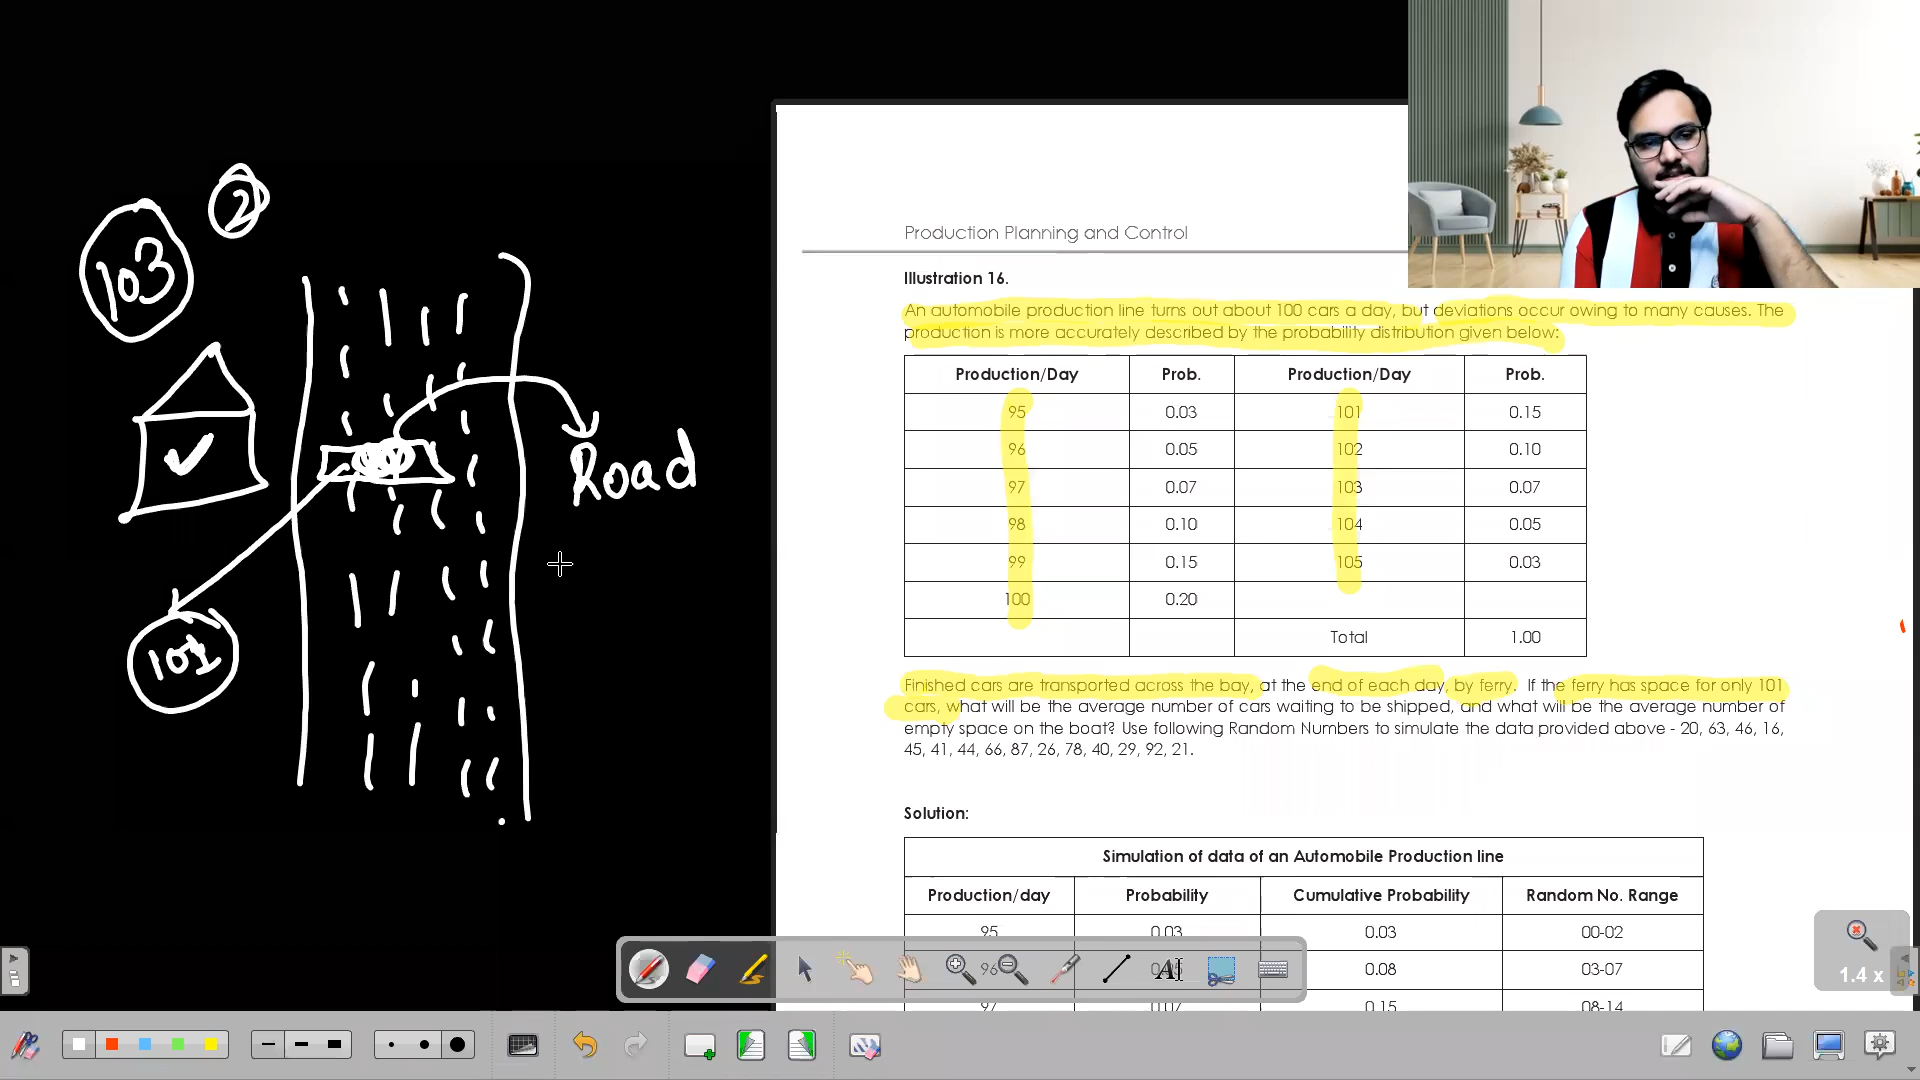 2
103
Road
101
Production Planning and Control
Illustration 16.
An automobile production line turns out about 100 cars a day, but deviations occur owing to many causes. The
production is more accurately described by the probability distribution given below:
Production/Day Prob. Production/Day Prob.
95 0.03 101 0.15
96 0.05 102 0.10
97 0.07 103 0.07
98 0.10 104 0.05
99 0.15 105 0.03
100 0.20
Total 1.00
Finished cars are transported across the bay, at the end of each day, by ferry. If the ferry has space for only 101
cars, what will be the average number of cars waiting to be shipped, and what will be the average number of
empty space on the boat? Use following Random Numbers to simulate the data provided above - 20, 63, 46, 16,
45, 41, 44, 66, 87, 26, 78, 40, 29, 92, 21.
Solution:
Simulation of data of an Automobile Production line
Production/day Probability Cumulative Probability Random No. Range
95 0.03 0.03 00-02
96 0.08 03-07
97 0.07 0.15 08-14
1.4 x